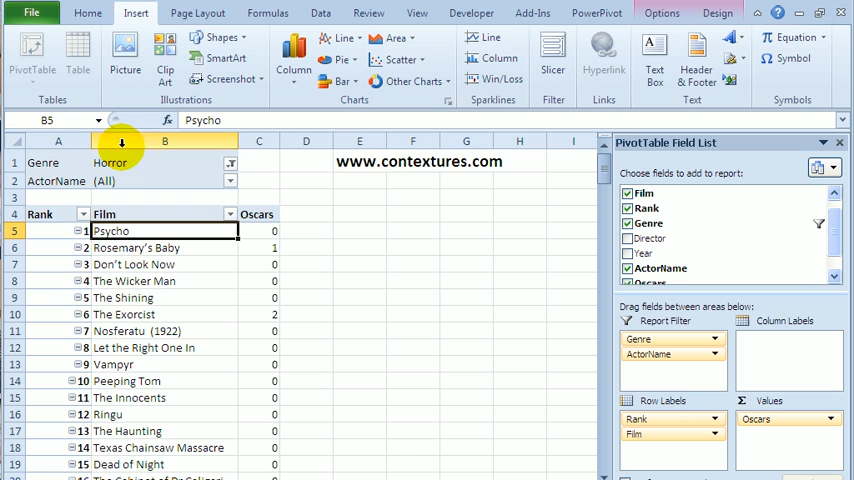 File Home Insert Page Layout Formulas Data Review View Developer Add-Ins PowerPivot Options Design
PivotTable Table Picture Clip Art Shapes SmartArt Screenshot Column Line Pie Bar Area Scatter Other Charts Line Column Win/Loss Slicer Hyperlink Text Box Header & Footer Equation Symbol
Tables Illustrations Charts Sparklines Filter Links Text Symbols
B5 fx Psycho
A B C D E F G H I
PivotTable Field List
1 Genre Horror www.contextures.com
2 ActorName (All)
3
4 Rank Film Oscars
5 1 Psycho 0
6 2 Rosemary's Baby 1
7 3 Don't Look Now 0
8 4 The Wicker Man 0
9 5 The Shining 0
10 6 The Exorcist 2
11 7 Nosferatu (1922) 0
12 8 Let the Right One In 0
13 9 Vampyr 0
14 10 Peeping Tom 0
15 11 The Innocents 0
16 12 Ringu 0
17 13 The Haunting 0
18 14 Texas Chainsaw Massacre 0
19 15 Dead of Night 0
Choose fields to add to report:
Film
Rank
Genre
Director
Year
ActorName
Oscars
Drag fields between areas below:
Report Filter Column Labels
Genre
ActorName
Row Labels Σ Values
Rank Oscars
Film